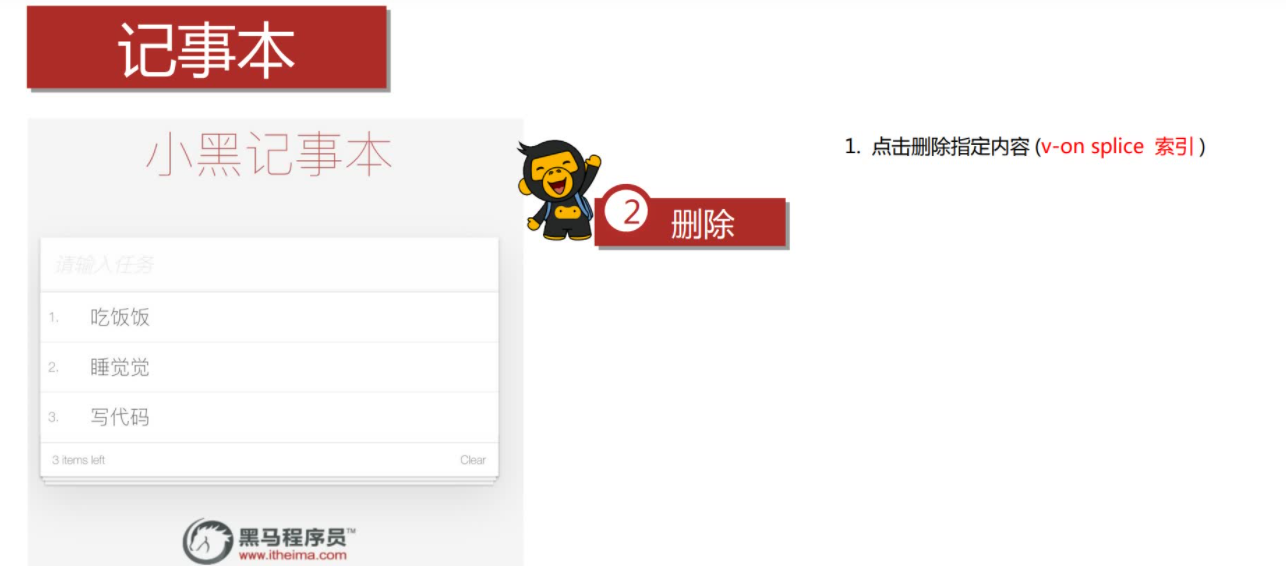 记事本
小黑记事本
请输入任务
1. 吃饭饭
2. 睡觉觉
3. 写代码
3 items left Clear
黑马程序员™
www.itheima.com
2 删除
1. 点击删除指定内容 (v-on splice 索引 )